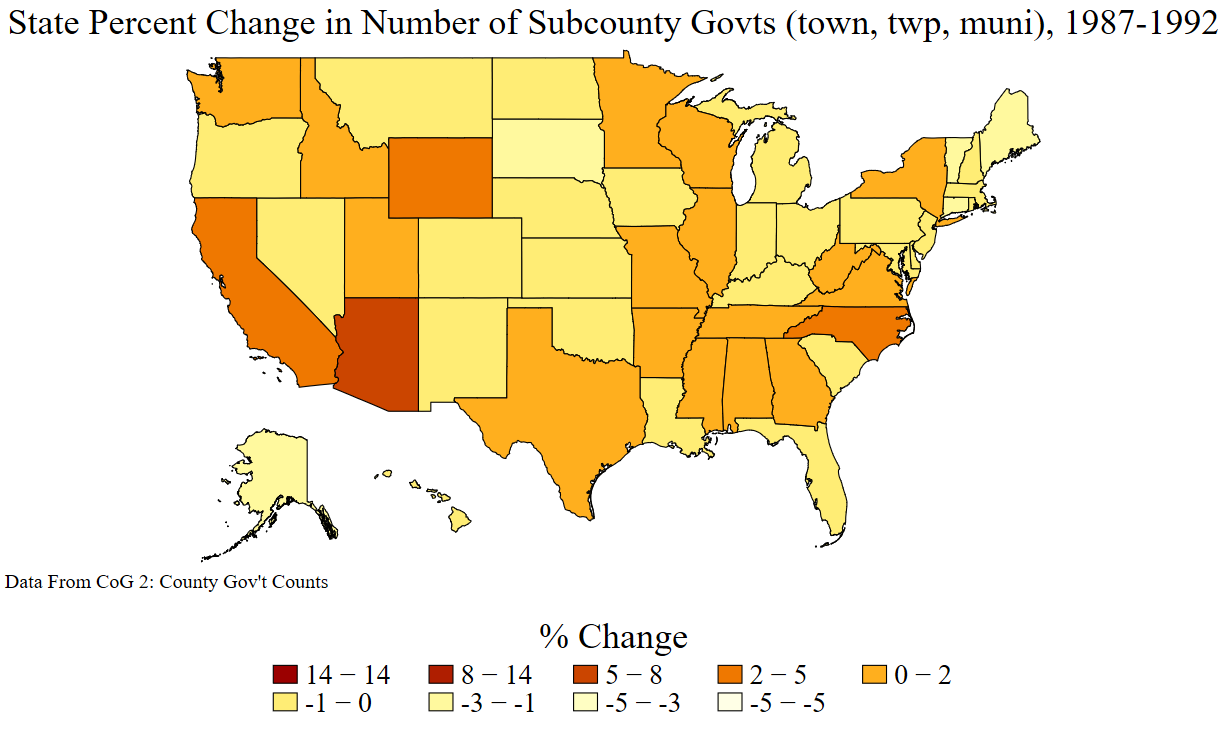 State Percent Change in Number of Subcounty Govts (town, twp, muni), 1987-1992
Data From CoG 2: County Gov't Counts
% Change
14 − 14 8 − 14 5 − 8 2 − 5 0 − 2
-1 − 0 -3 − -1 -5 − -3 -5 − -5